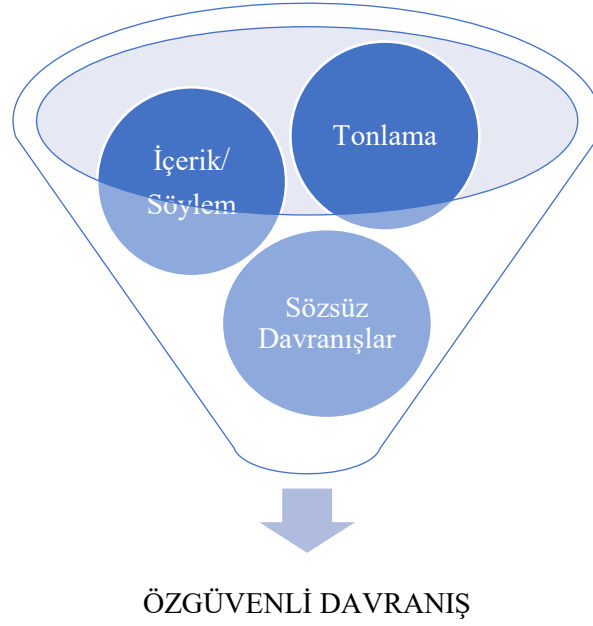 Tonlama
İçerik/
Söylem
Sözsüz
Davranışlar
ÖZGÜVENLİ DAVRANIŞ